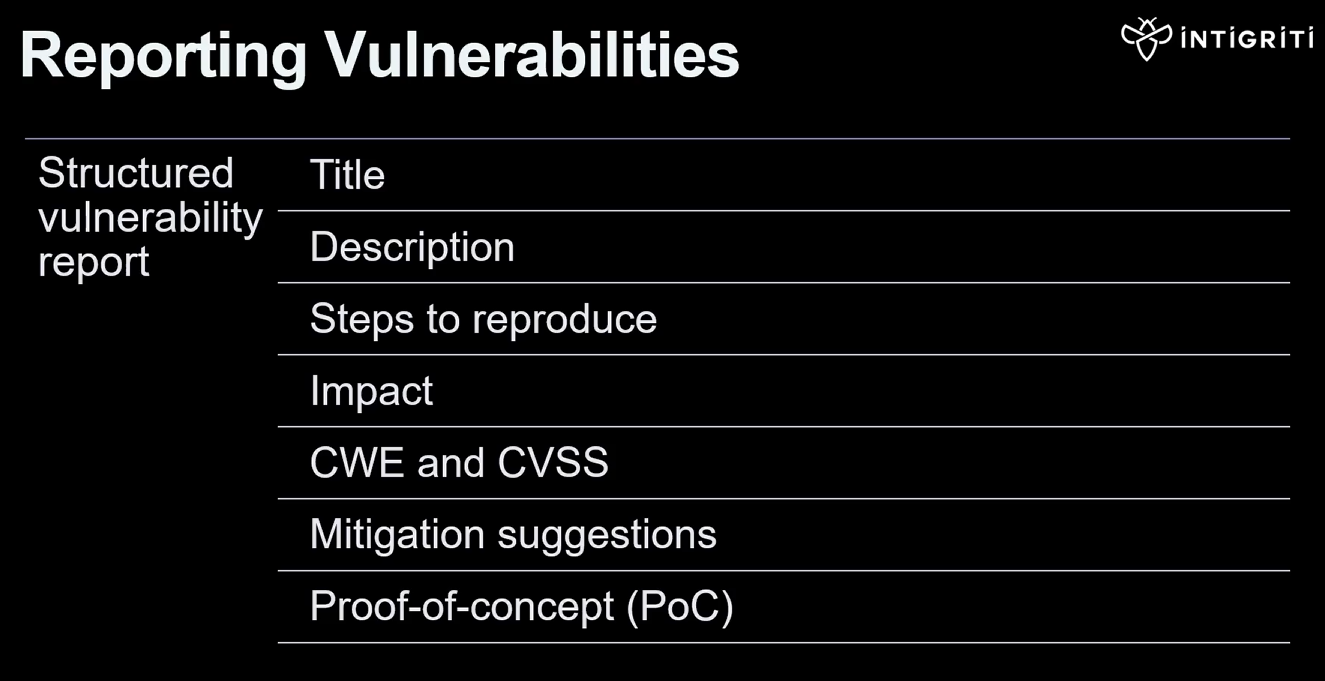 Reporting Vulnerabilities
iNTiGRiTi
Structured
vulnerability
report
Title
Description
Steps to reproduce
Impact
CWE and CVSS
Mitigation suggestions
Proof-of-concept (PoC)